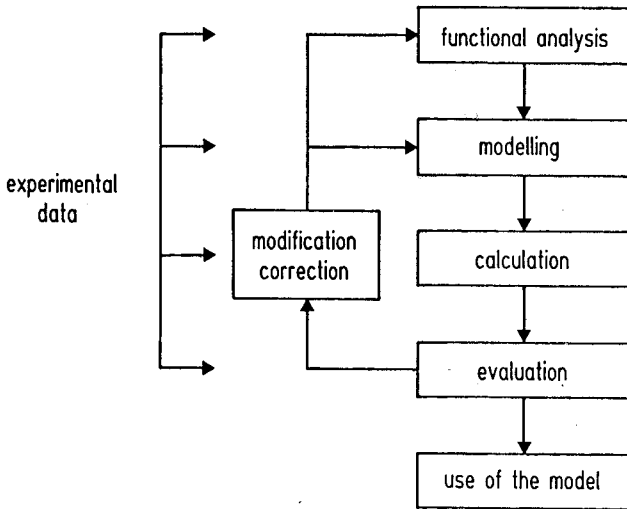 functional analysis
modelling
experimental
data
modification
correction
calculation
evaluation
use of the model